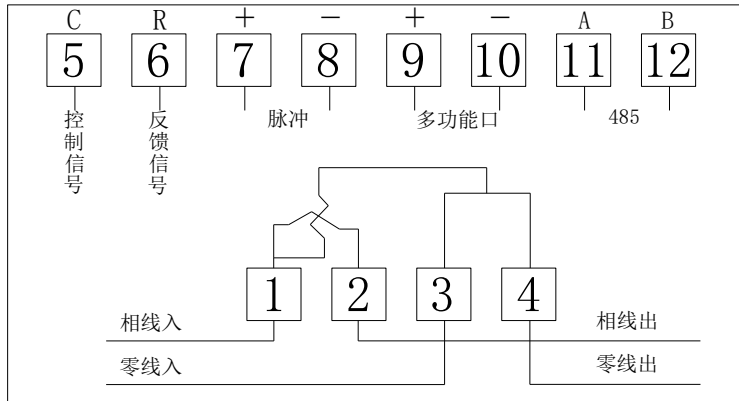 C R + - + - A B
5 6 7 8 9 10 11 12
控制信号 反馈信号 脉冲 多功能口 485
1 2 3 4
相线入 相线出
零线入 零线出